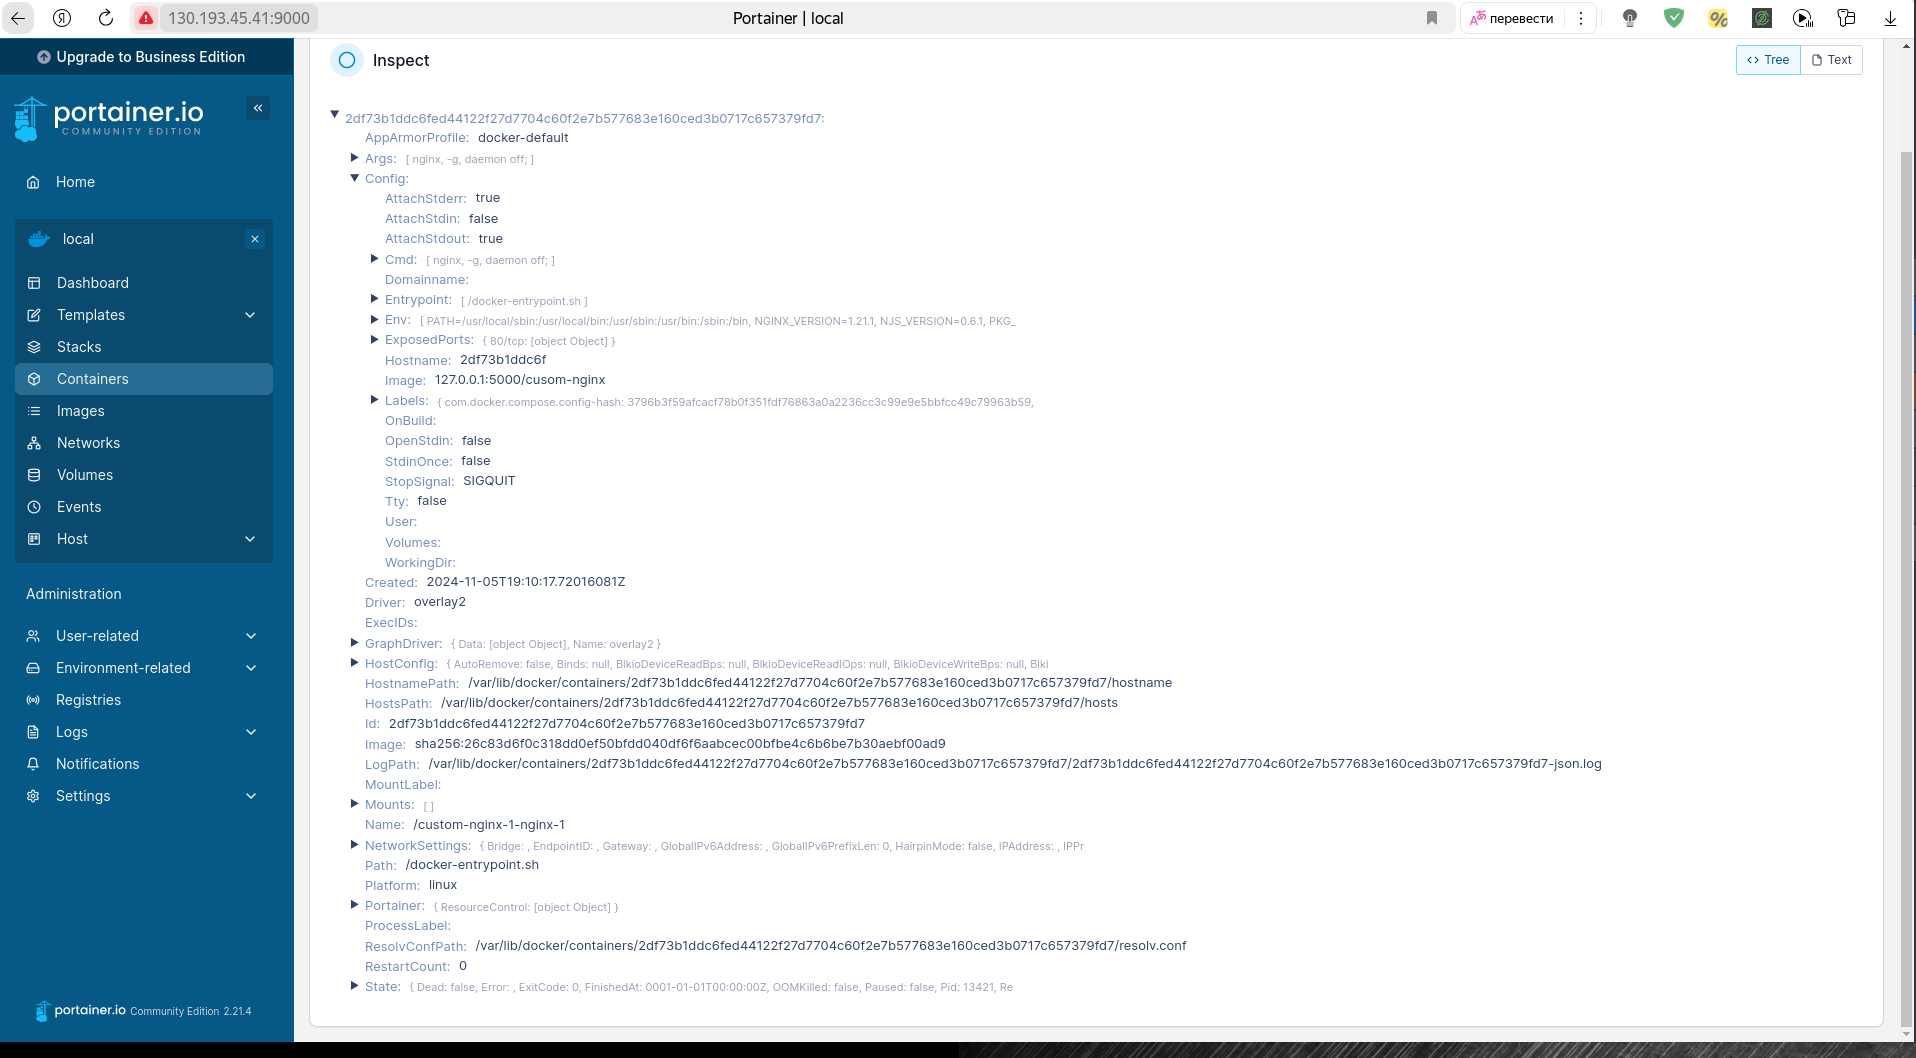 130.193.45.41:9000
Portainer | local
перевести
Upgrade to Business Edition
portainer.io
COMMUNITY EDITION
Home
local
Dashboard
Templates
Stacks
Containers
Images
Networks
Volumes
Events
Host
Administration
User-related
Environment-related
Registries
Logs
Notifications
Settings
portainer.io Community Edition 2.21.4
Inspect
Tree
Text
2df73b1ddc6fed44122f27d7704c60f2e7b577683e160ced3b0717c657379fd7:
AppArmorProfile: docker-default
Args: [ nginx, -g, daemon off; ]
Config:
AttachStderr: true
AttachStdin: false
AttachStdout: true
Cmd: [ nginx, -g, daemon off; ]
Domainname:
Entrypoint: [ /docker-entrypoint.sh ]
Env: [ PATH=/usr/local/sbin:/usr/local/bin:/usr/sbin:/usr/bin:/sbin:/bin, NGINX_VERSION=1.21.1, NJS_VERSION=0.6.1, PKG_
ExposedPorts: { 80/tcp: [object Object] }
Hostname: 2df73b1ddc6f
Image: 127.0.0.1:5000/cusom-nginx
Labels: { com.docker.compose.config-hash: 3796b3f59afcacf78b0f351fdf76863a0a2236cc3c99e9e5bbfcc49c79963b59,
OnBuild:
OpenStdin: false
StdinOnce: false
StopSignal: SIGQUIT
Tty: false
User:
Volumes:
WorkingDir:
Created: 2024-11-05T19:10:17.72016081Z
Driver: overlay2
ExecIDs:
GraphDriver: { Data: [object Object], Name: overlay2 }
HostConfig: { AutoRemove: false, Binds: null, BlkioDeviceReadBps: null, BlkioDeviceReadIOps: null, BlkioDeviceWriteBps: null, Blki
HostnamePath: /var/lib/docker/containers/2df73b1ddc6fed44122f27d7704c60f2e7b577683e160ced3b0717c657379fd7/hostname
HostsPath: /var/lib/docker/containers/2df73b1ddc6fed44122f27d7704c60f2e7b577683e160ced3b0717c657379fd7/hosts
Id: 2df73b1ddc6fed44122f27d7704c60f2e7b577683e160ced3b0717c657379fd7
Image: sha256:26c83d6f0c318dd0ef50bfdd040df6f6aabcec00bfbe4c6b6be7b30aebf00ad9
LogPath: /var/lib/docker/containers/2df73b1ddc6fed44122f27d7704c60f2e7b577683e160ced3b0717c657379fd7/2df73b1ddc6fed44122f27d7704c60f2e7b577683e160ced3b0717c657379fd7-json.log
MountLabel:
Mounts: [ ]
Name: /custom-nginx-1-nginx-1
NetworkSettings: { Bridge: , EndpointID: , Gateway: , GlobalIPv6Address: , GlobalIPv6PrefixLen: 0, HairpinMode: false, IPAddress: , IPPr
Path: /docker-entrypoint.sh
Platform: linux
Portainer: { ResourceControl: [object Object] }
ProcessLabel:
ResolvConfPath: /var/lib/docker/containers/2df73b1ddc6fed44122f27d7704c60f2e7b577683e160ced3b0717c657379fd7/resolv.conf
RestartCount: 0
State: { Dead: false, Error: , ExitCode: 0, FinishedAt: 0001-01-01T00:00:00Z, OOMKilled: false, Paused: false, Pid: 13421, Re